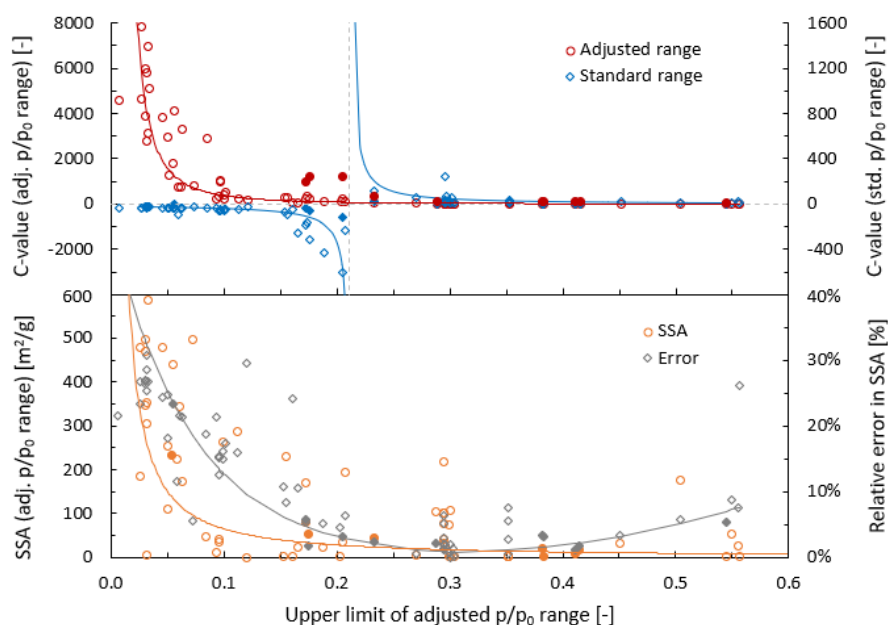 8000
6000
4000
2000
0
-2000
C-value (adj. p/p₀ range) [-]
1600
1200
800
400
0
-400
C-value (std. p/p₀ range) [-]
Adjusted range
Standard range
600
500
400
300
200
100
0
SSA (adj. p/p₀ range) [m²/g]
40%
30%
20%
10%
0%
Relative error in SSA [%]
SSA
Error
0.0 0.1 0.2 0.3 0.4 0.5 0.6
Upper limit of adjusted p/p₀ range [-]